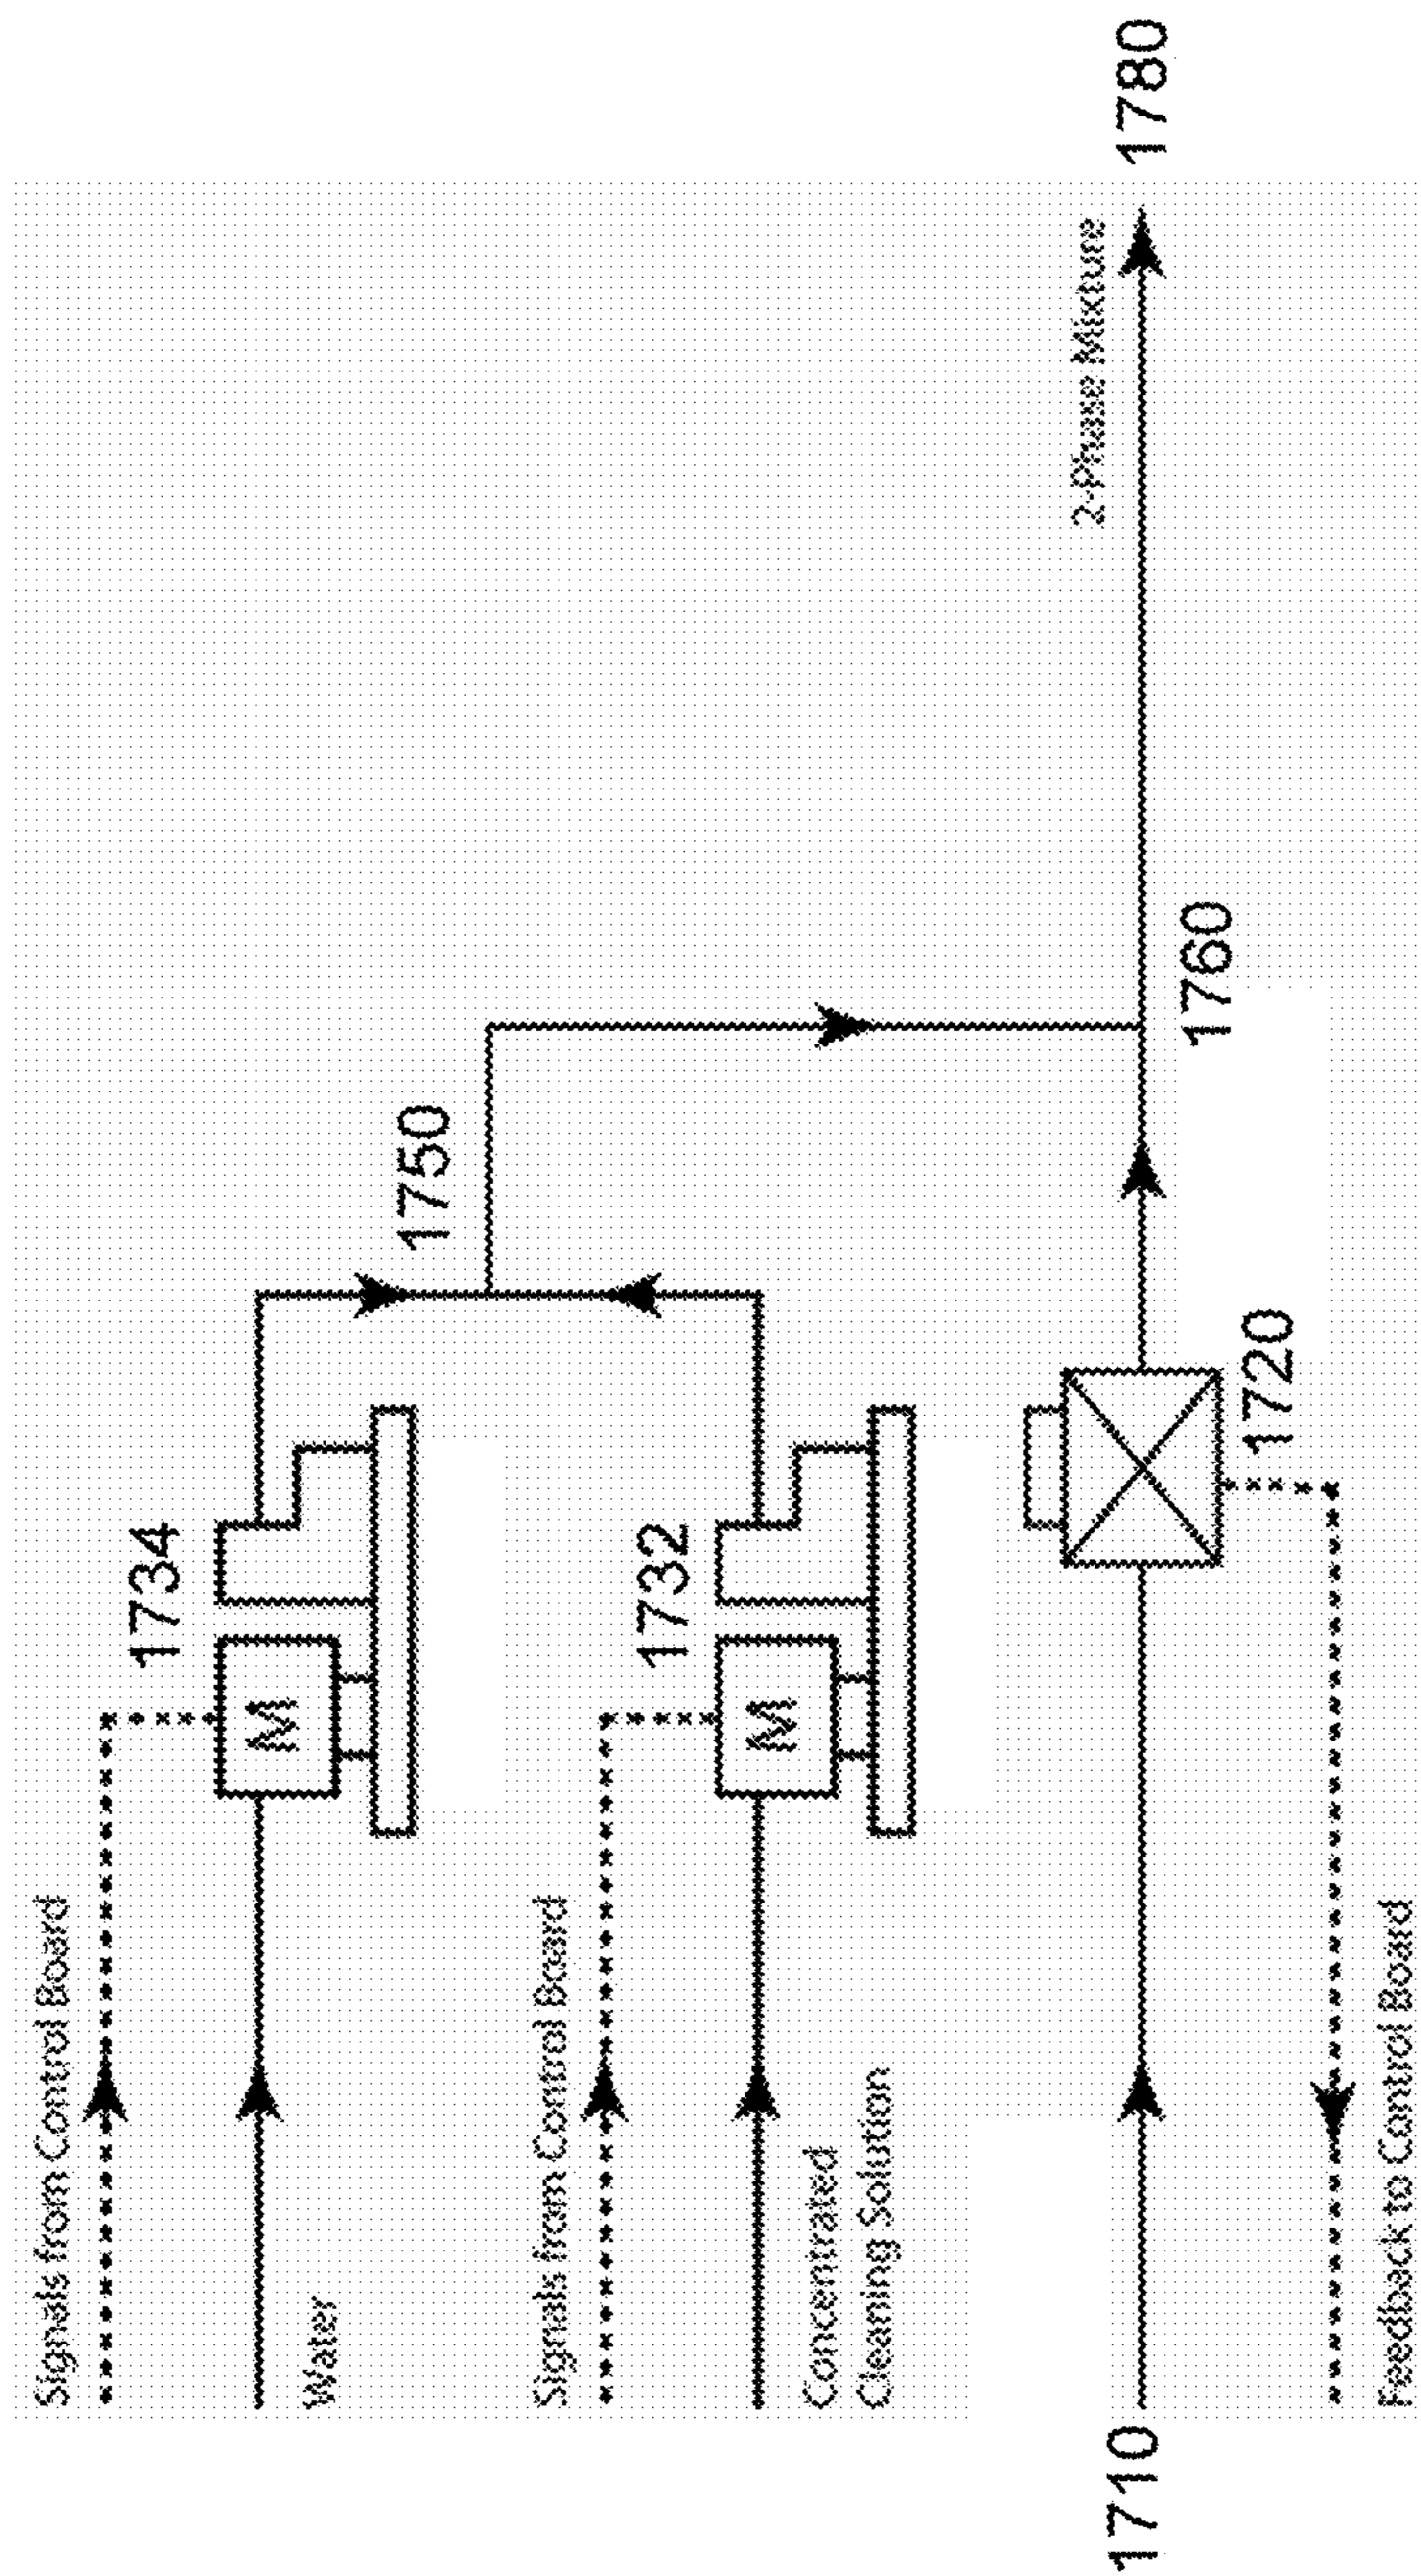 Signals from Control Board
1734
M
Water
1750
Signals from Control Board
1732
M
Concentrated
Cleaning Solution
2-Phase Mixture
1780
1710
1760
1720
Feedback to Control Board